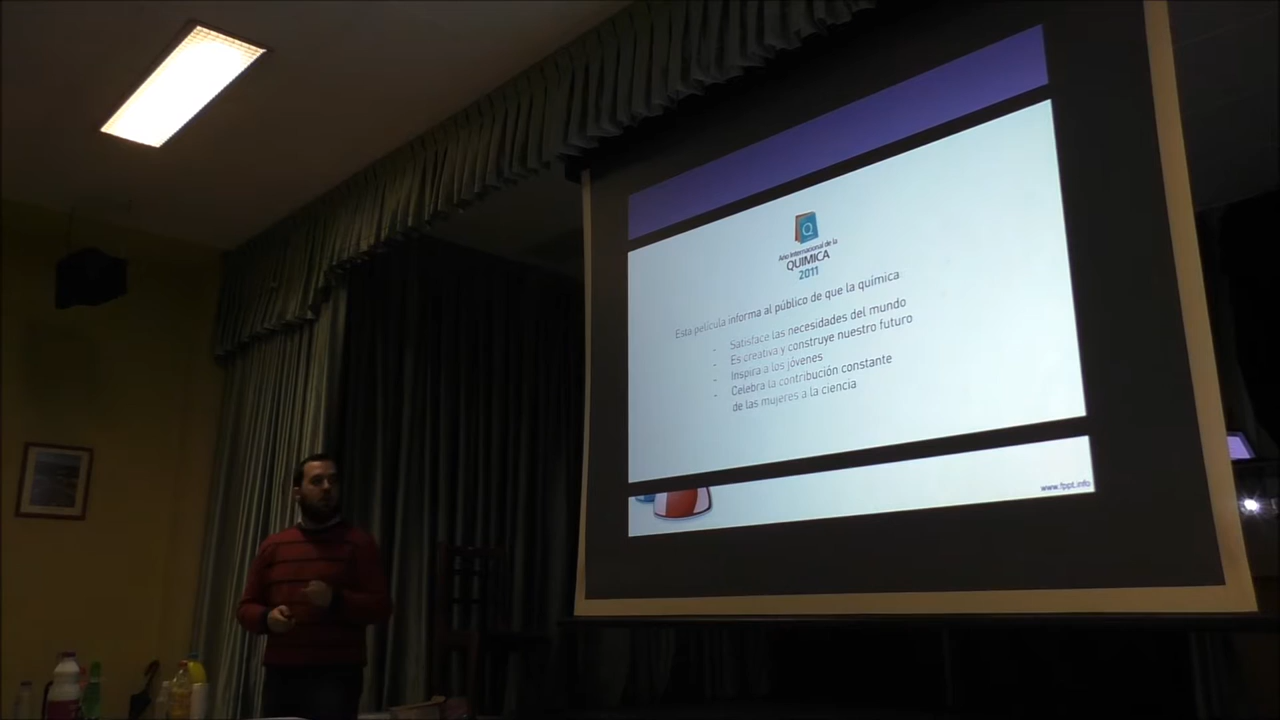 Q
Año Internacional de la
QUIMICA
2011
Esta película informa al público de que la química
- Satisface las necesidades del mundo
- Es creativa y construye nuestro futuro
- Inspira a los jóvenes
- Celebra la contribución constante
de las mujeres a la ciencia
www.fppt.info